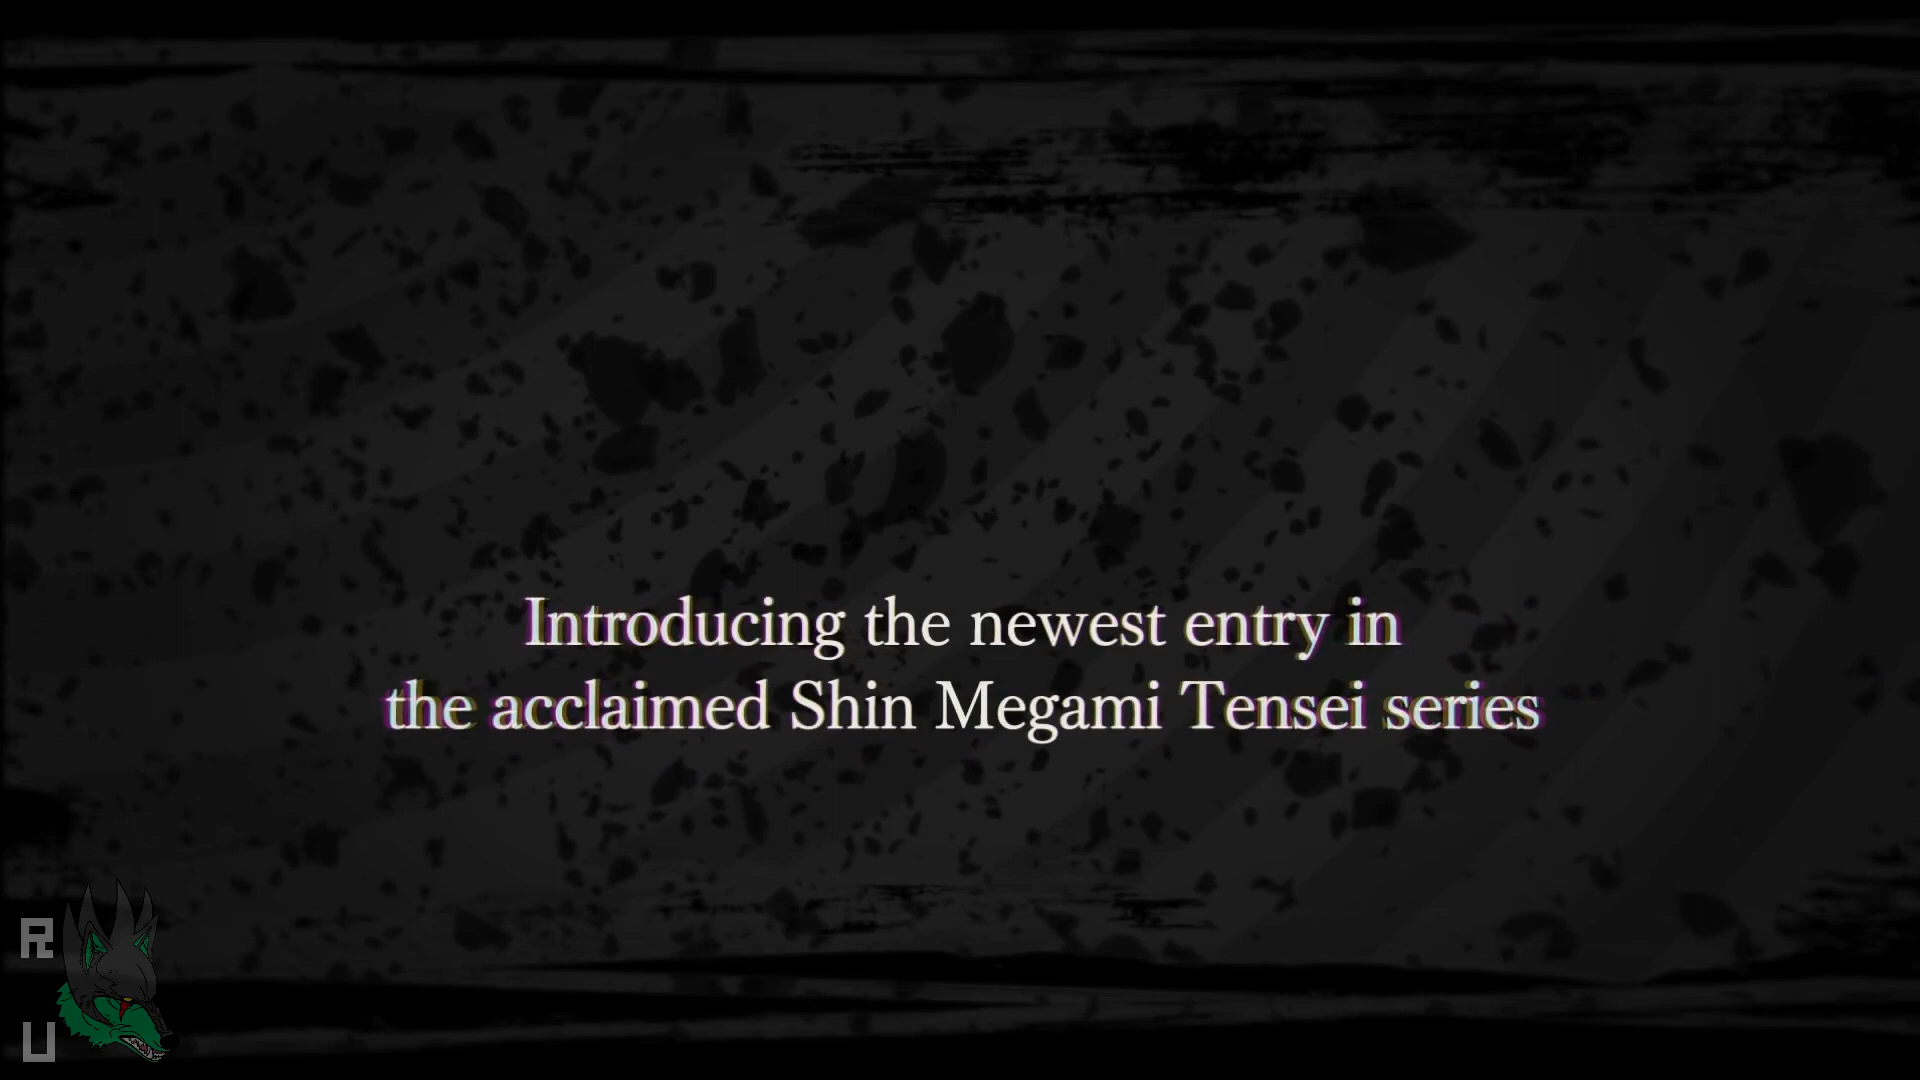 Introducing the newest entry in
the acclaimed Shin Megami Tensei series
R
U